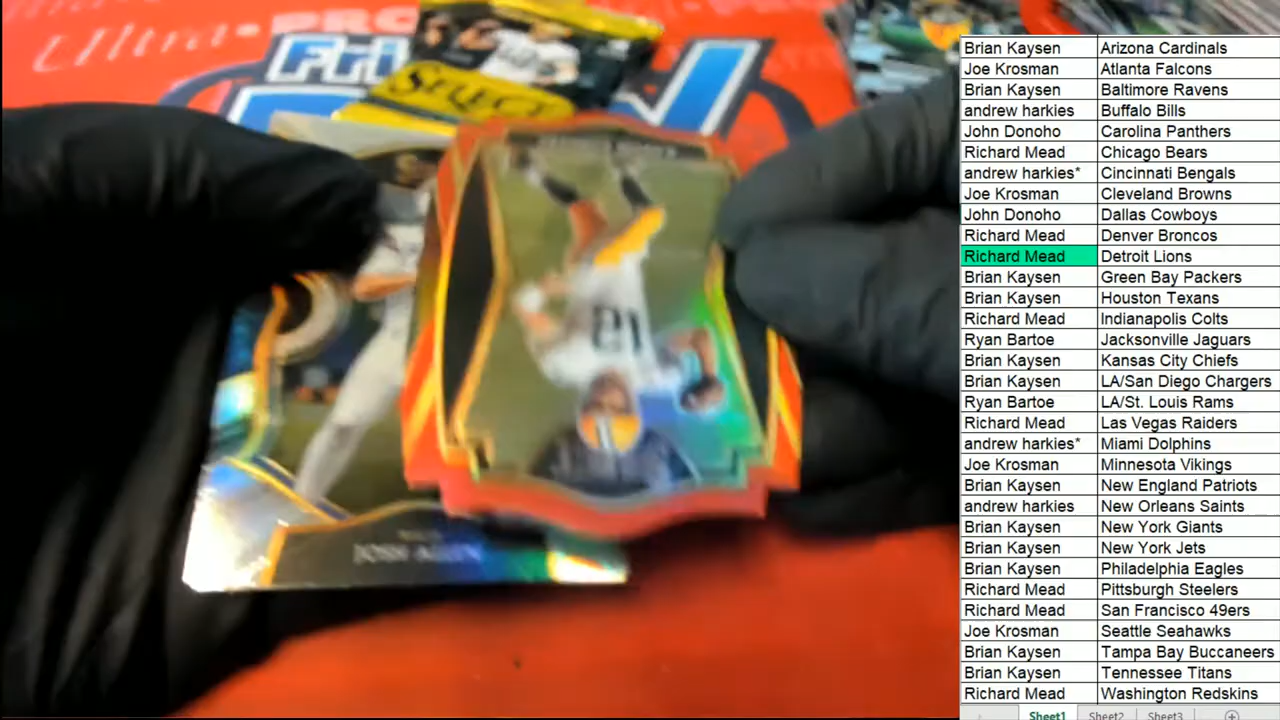 Ultra PRO
Fri
SELECT
JOSH ALLEN
Brian Kaysen Arizona Cardinals
Joe Krosman Atlanta Falcons
Brian Kaysen Baltimore Ravens
andrew harkies Buffalo Bills
John Donoho Carolina Panthers
Richard Mead Chicago Bears
andrew harkies* Cincinnati Bengals
Joe Krosman Cleveland Browns
John Donoho Dallas Cowboys
Richard Mead Denver Broncos
Richard Mead Detroit Lions
Brian Kaysen Green Bay Packers
Brian Kaysen Houston Texans
Richard Mead Indianapolis Colts
Ryan Bartoe Jacksonville Jaguars
Brian Kaysen Kansas City Chiefs
Brian Kaysen LA/San Diego Chargers
Ryan Bartoe LA/St. Louis Rams
Richard Mead Las Vegas Raiders
andrew harkies* Miami Dolphins
Joe Krosman Minnesota Vikings
Brian Kaysen New England Patriots
andrew harkies New Orleans Saints
Brian Kaysen New York Giants
Brian Kaysen New York Jets
Brian Kaysen Philadelphia Eagles
Richard Mead Pittsburgh Steelers
Richard Mead San Francisco 49ers
Joe Krosman Seattle Seahawks
Brian Kaysen Tampa Bay Buccaneers
Brian Kaysen Tennessee Titans
Richard Mead Washington Redskins
Sheet1 Sheet2 Sheet3